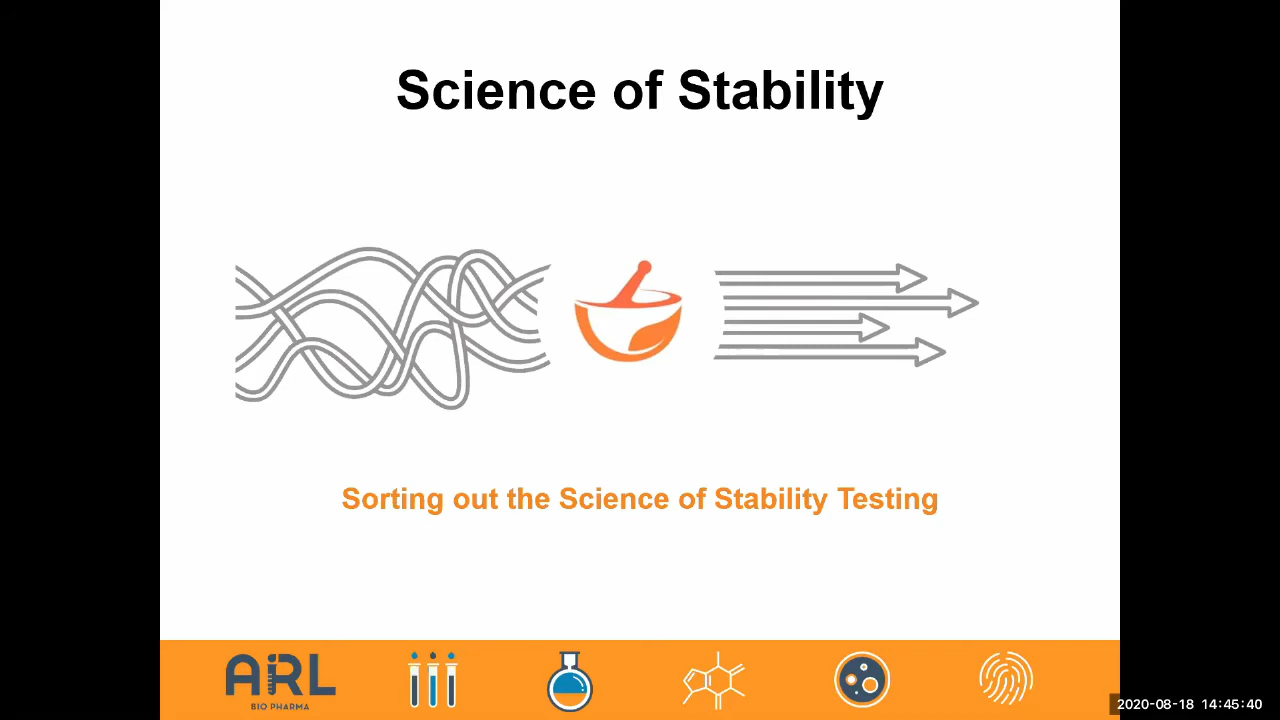 Science of Stability
Sorting out the Science of Stability Testing
ARL
BIO PHARMA
2020-08-18 14:45:40